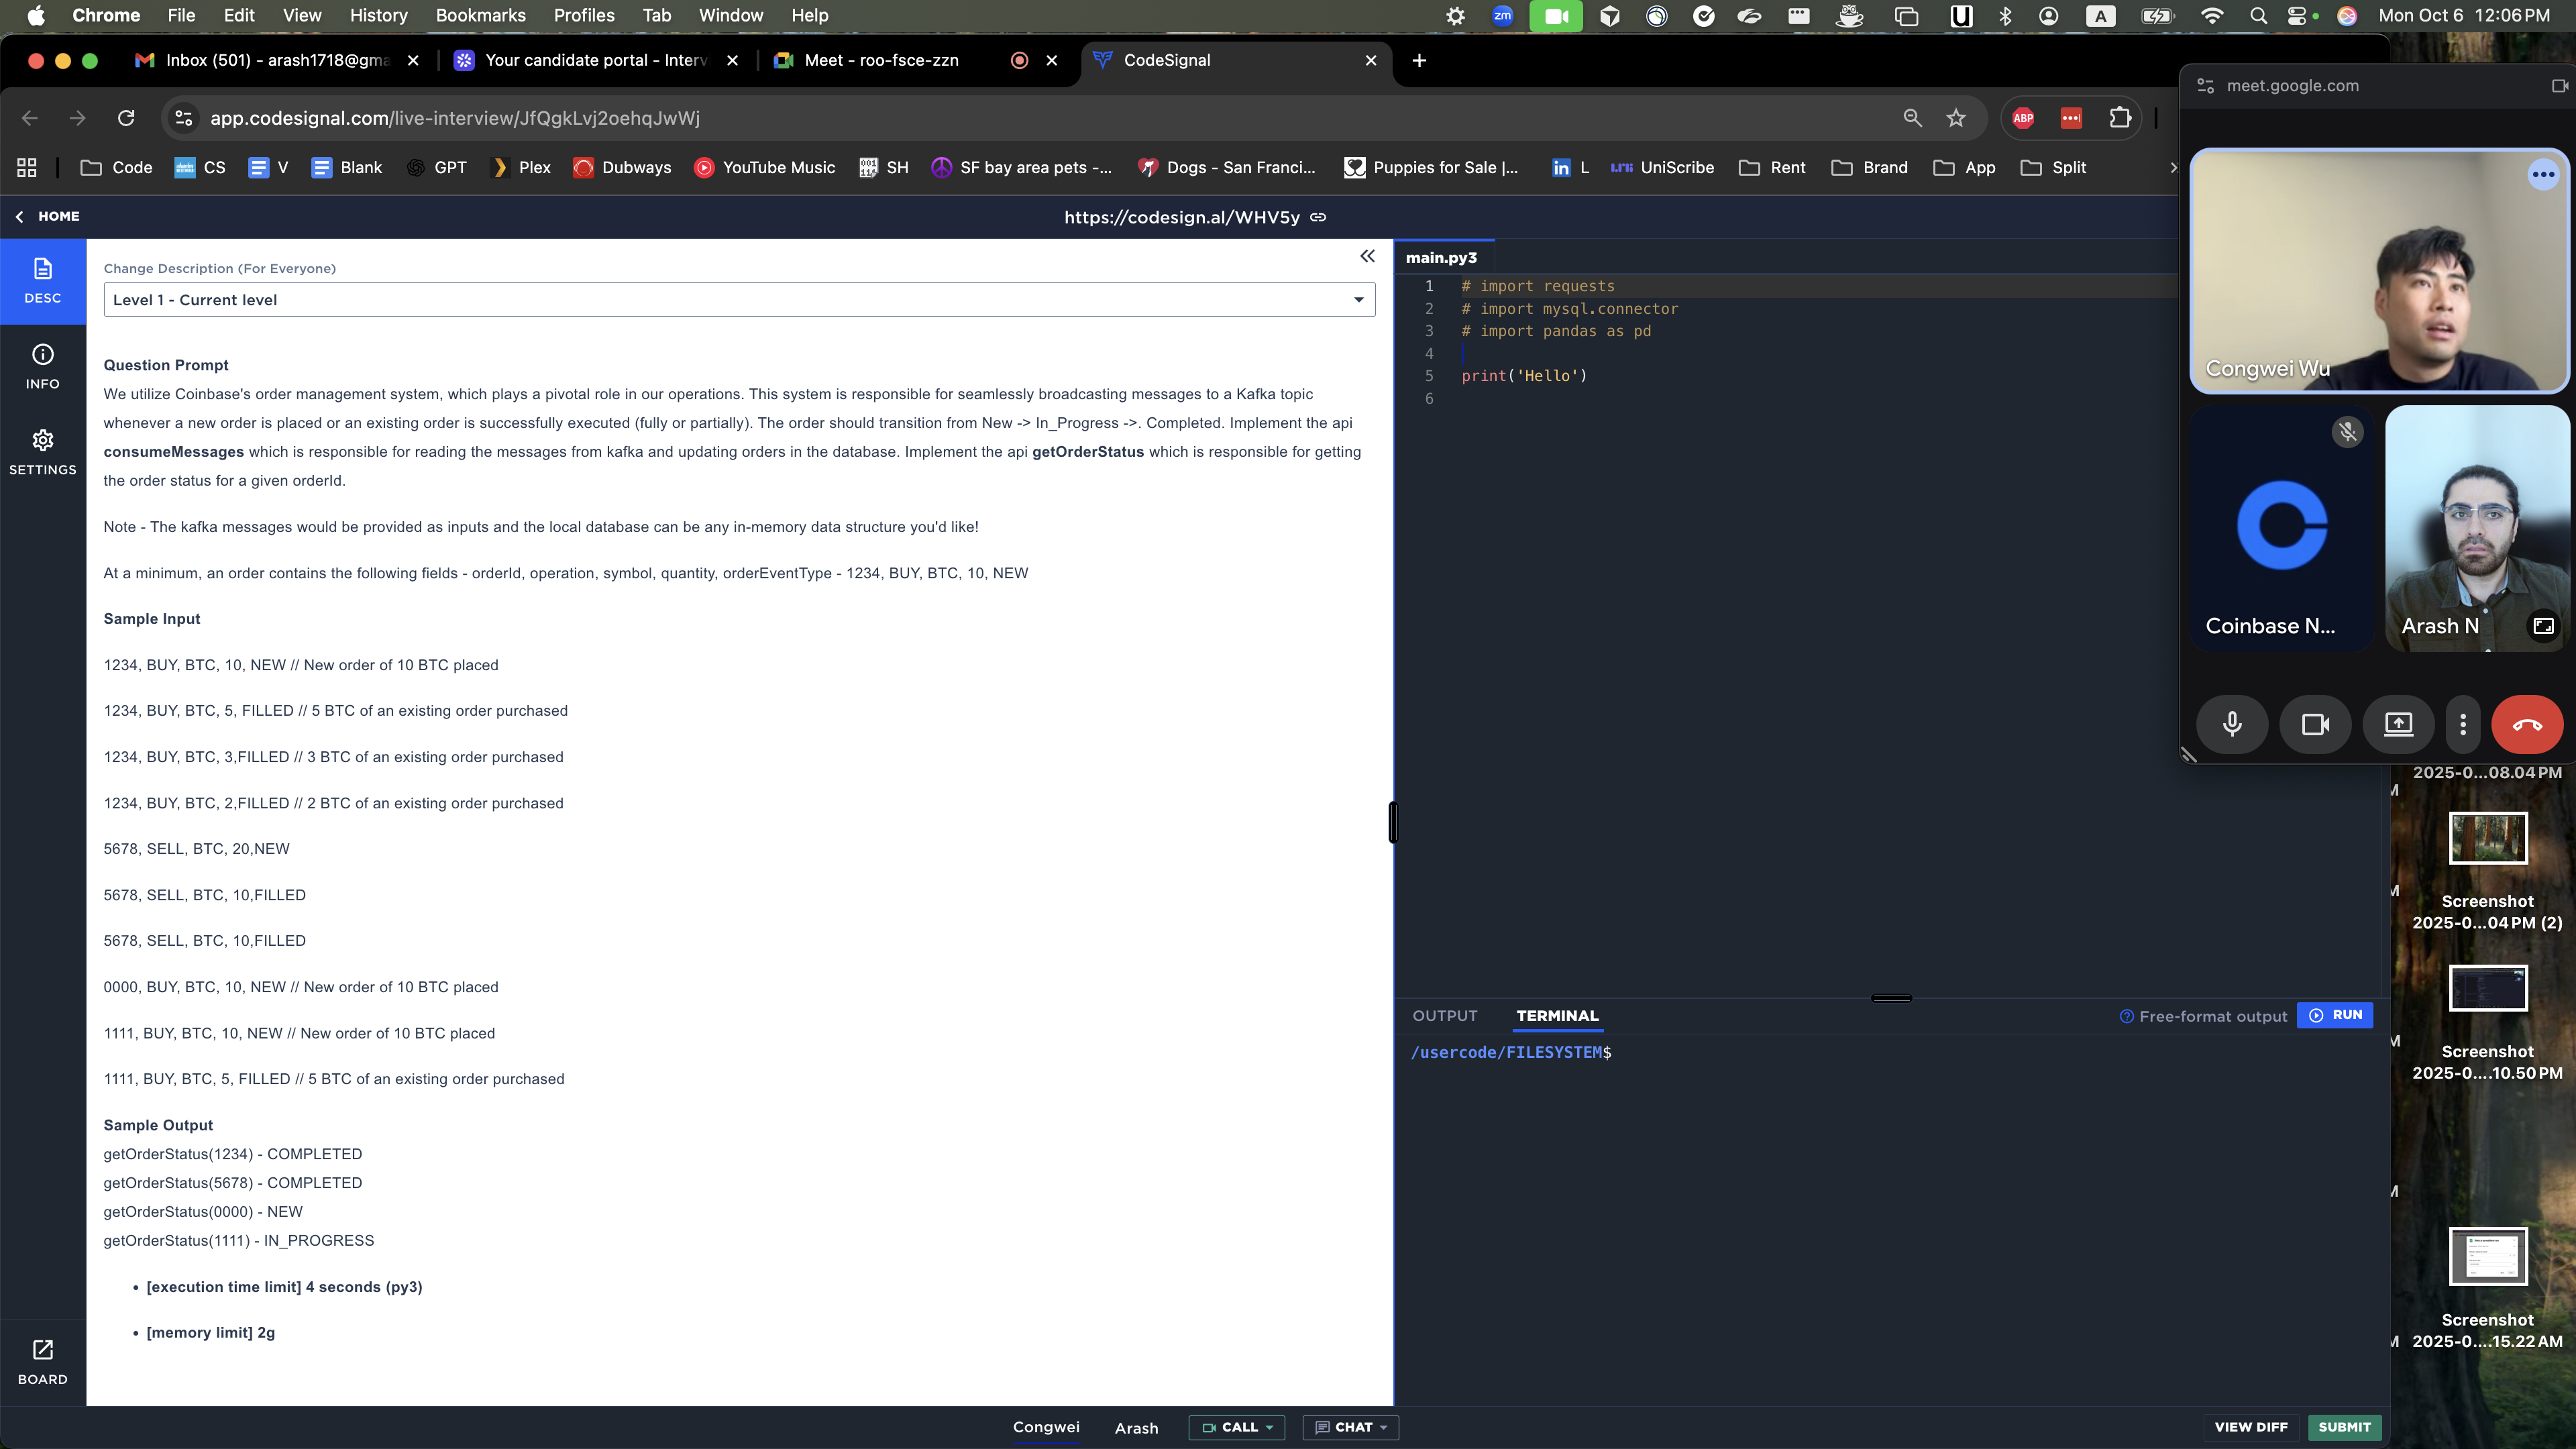 Chrome File Edit View History Bookmarks Profiles Tab Window Help
zm A Mon Oct 6 12:06 PM
Inbox (501) - arash1718@gma
Your candidate portal - Interv
Meet - roo-fsce-zzn
CodeSignal
app.codesignal.com/live-interview/JfQgkLvj2oehqJwWj
ABP
Code CS V Blank GPT Plex Dubways YouTube Music SH SF bay area pets -... Dogs - San Franci... Puppies for Sale |... L UniScribe Rent Brand App Split
HOME
https://codesign.al/WHV5y
DESC
INFO
SETTINGS
BOARD
Change Description (For Everyone)
Level 1 - Current level
Question Prompt
We utilize Coinbase's order management system, which plays a pivotal role in our operations. This system is responsible for seamlessly broadcasting messages to a Kafka topic
whenever a new order is placed or an existing order is successfully executed (fully or partially). The order should transition from New -> In_Progress ->. Completed. Implement the api
consumeMessages which is responsible for reading the messages from kafka and updating orders in the database. Implement the api getOrderStatus which is responsible for getting
the order status for a given orderId.
Note - The kafka messages would be provided as inputs and the local database can be any in-memory data structure you'd like!
At a minimum, an order contains the following fields - orderId, operation, symbol, quantity, orderEventType - 1234, BUY, BTC, 10, NEW
Sample Input
1234, BUY, BTC, 10, NEW // New order of 10 BTC placed
1234, BUY, BTC, 5, FILLED // 5 BTC of an existing order purchased
1234, BUY, BTC, 3,FILLED // 3 BTC of an existing order purchased
1234, BUY, BTC, 2,FILLED // 2 BTC of an existing order purchased
5678, SELL, BTC, 20,NEW
5678, SELL, BTC, 10,FILLED
5678, SELL, BTC, 10,FILLED
0000, BUY, BTC, 10, NEW // New order of 10 BTC placed
1111, BUY, BTC, 10, NEW // New order of 10 BTC placed
1111, BUY, BTC, 5, FILLED // 5 BTC of an existing order purchased
Sample Output
getOrderStatus(1234) - COMPLETED
getOrderStatus(5678) - COMPLETED
getOrderStatus(0000) - NEW
getOrderStatus(1111) - IN_PROGRESS
• [execution time limit] 4 seconds (py3)
• [memory limit] 2g
main.py3
1 # import requests
2 # import mysql.connector
3 # import pandas as pd
4
5 print('Hello')
6
OUTPUT TERMINAL
Free-format output RUN
/usercode/FILESYSTEM$
Congwei Arash CALL CHAT
VIEW DIFF SUBMIT
meet.google.com
Congwei Wu
Coinbase N...
Arash N
2025-0...08.04 PM
Screenshot
2025-0...04 PM (2)
Screenshot
2025-0....10.50 PM
Screenshot
2025-0....15.22 AM